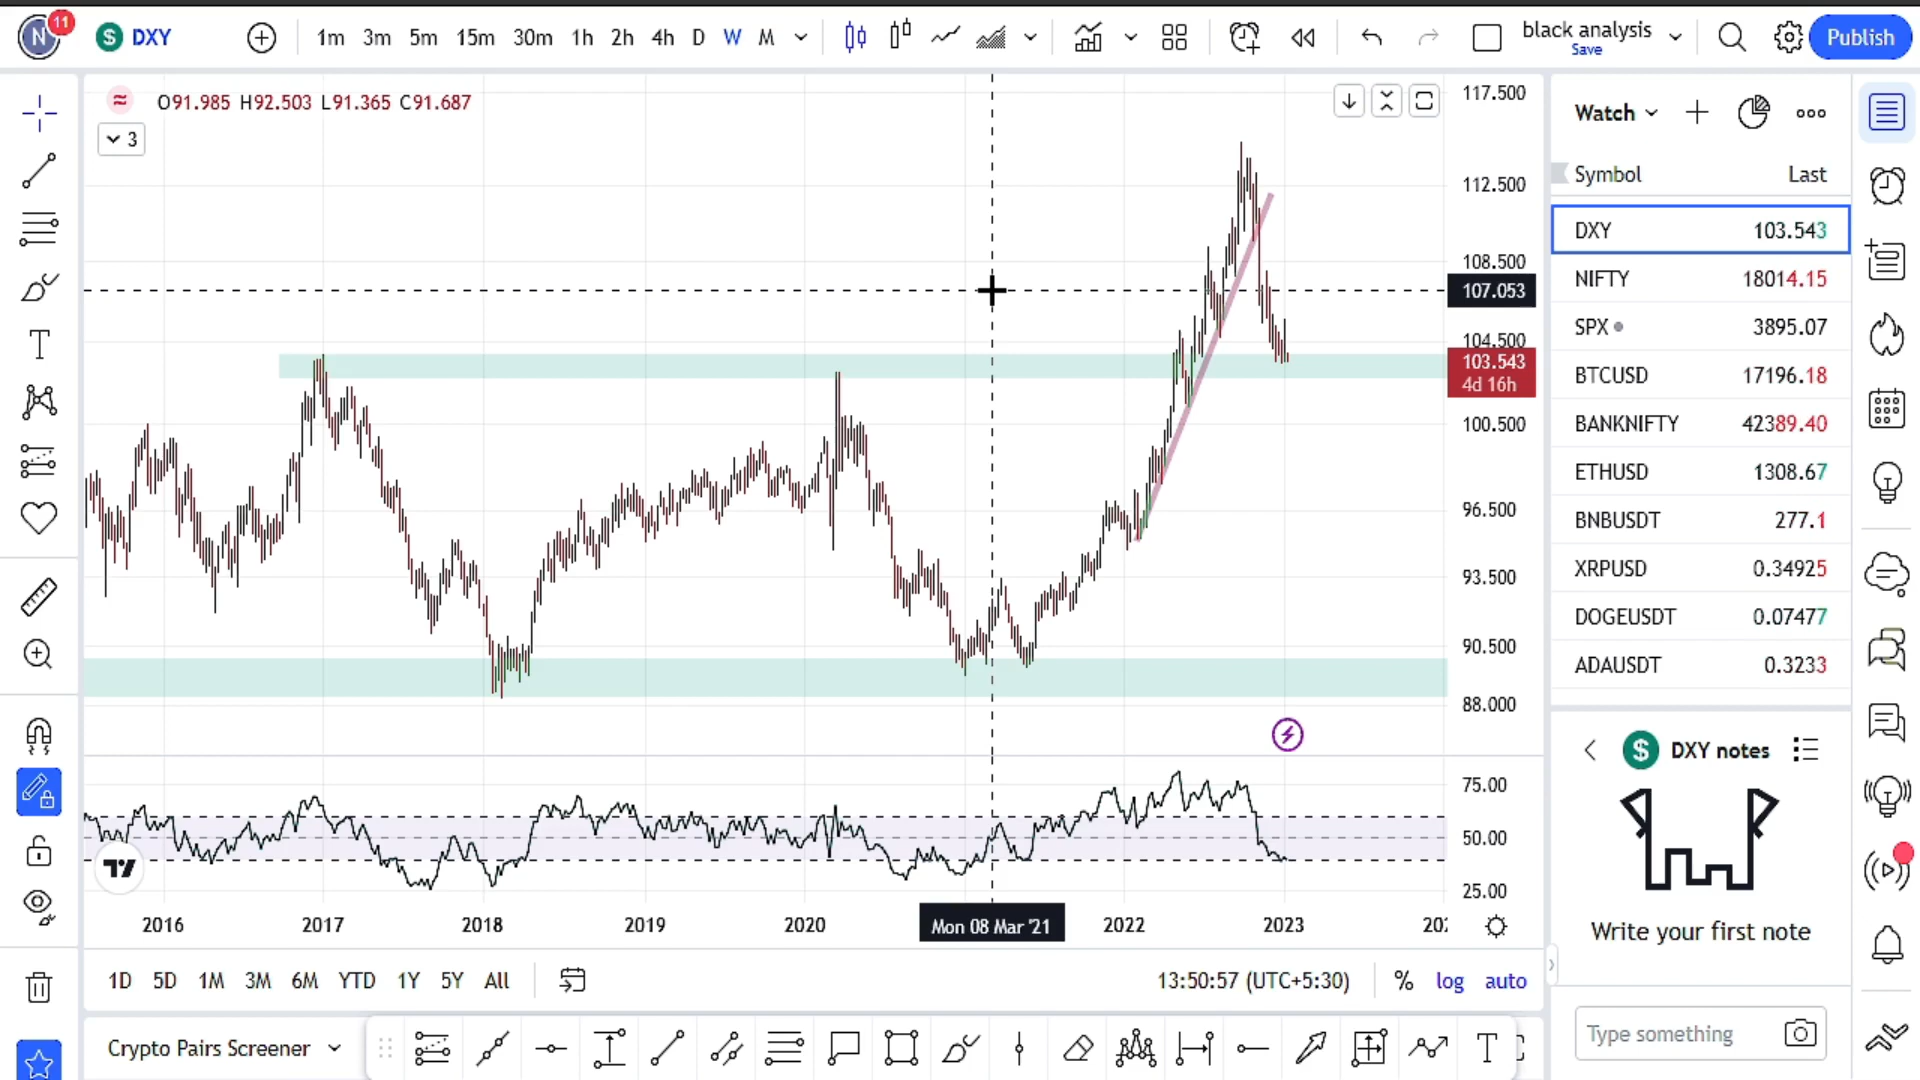 N 11 $ DXY 1m 3m 5m 15m 30m 1h 2h 4h D W M black analysis Save Publish
O91.985 H92.503 L91.365 C91.687
3
117.500
112.500
108.500
107.053
104.500
103.543
4d 16h
100.500
96.500
93.500
90.500
88.000
75.00
50.00
25.00
2016 2017 2018 2019 2020 Mon 08 Mar '21 2022 2023
1D 5D 1M 3M 6M YTD 1Y 5Y All 13:50:57 (UTC+5:30) % log auto
Crypto Pairs Screener T
Watch
Symbol Last
DXY 103.543
NIFTY 18014.15
SPX 3895.07
BTCUSD 17196.18
BANKNIFTY 42389.40
ETHUSD 1308.67
BNBUSDT 277.1
XRPUSD 0.34925
DOGEUSDT 0.07477
ADAUSDT 0.3233
$ DXY notes
Write your first note
Type something